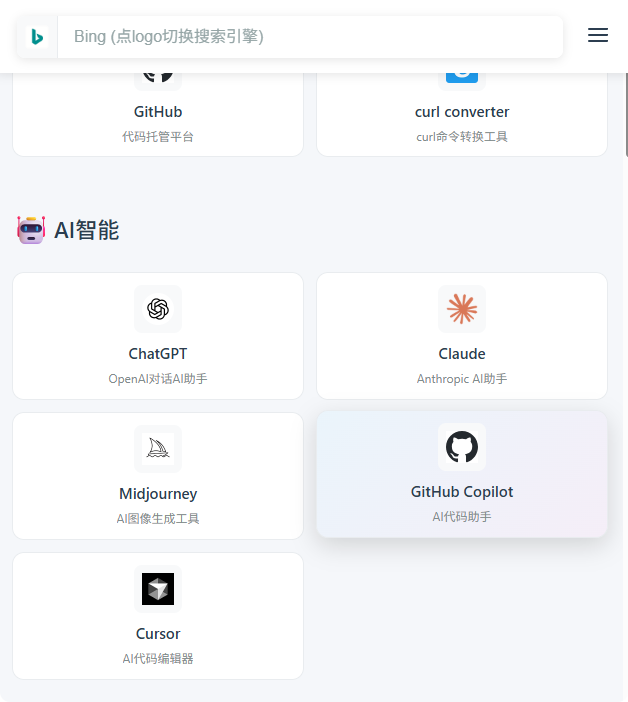 Bing (点logo切换搜索引擎)
GitHub
代码托管平台
curl converter
curl命令转换工具
AI智能
ChatGPT
OpenAI对话AI助手
Claude
Anthropic AI助手
Midjourney
AI图像生成工具
GitHub Copilot
AI代码助手
Cursor
AI代码编辑器